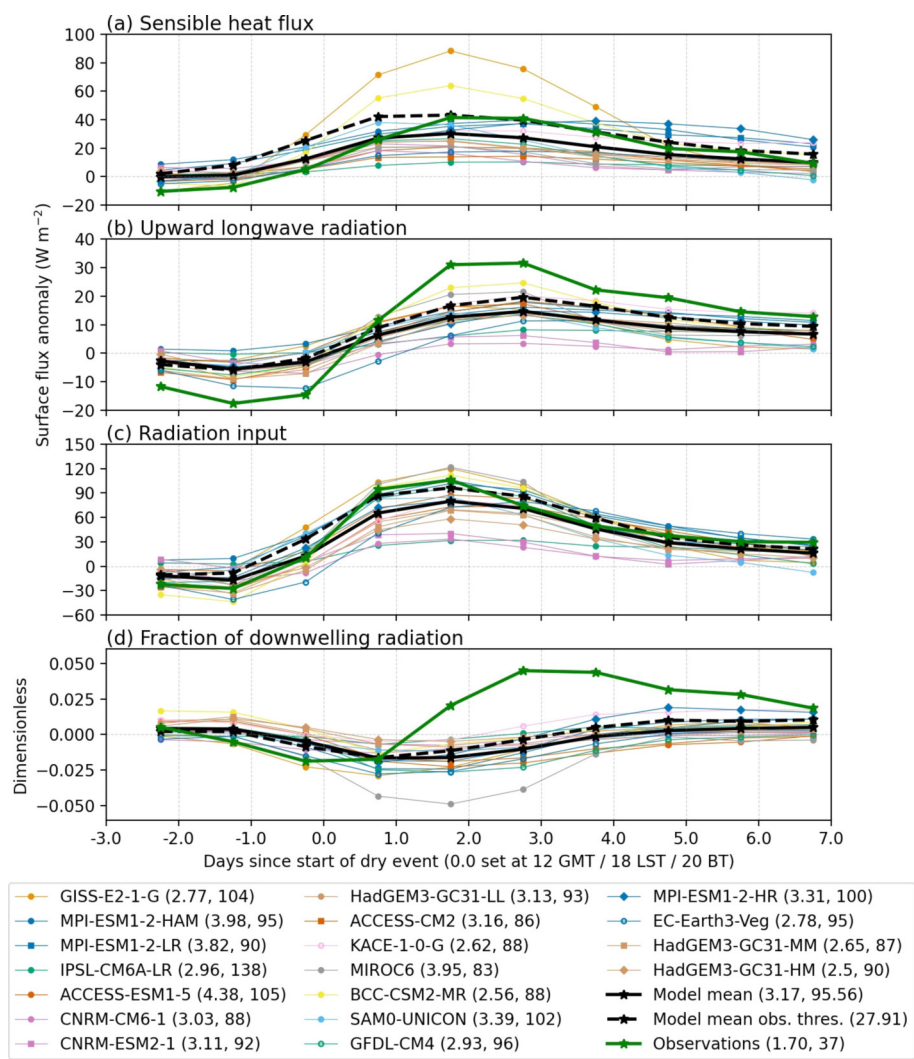 (a) Sensible heat flux
100
80
60
40
20
0
−20
(b) Upward longwave radiation
40
30
20
10
0
−10
−20
Surface flux anomaly (W m⁻²)
(c) Radiation input
150
120
90
60
30
0
−30
−60
(d) Fraction of downwelling radiation
0.050
0.025
0.000
−0.025
−0.050
Dimensionless
-3.0 -2.0 -1.0 0.0 1.0 2.0 3.0 4.0 5.0 6.0 7.0
Days since start of dry event (0.0 set at 12 GMT / 18 LST / 20 BT)
GISS-E2-1-G (2.77, 104)
MPI-ESM1-2-HAM (3.98, 95)
MPI-ESM1-2-LR (3.82, 90)
IPSL-CM6A-LR (2.96, 138)
ACCESS-ESM1-5 (4.38, 105)
CNRM-CM6-1 (3.03, 88)
CNRM-ESM2-1 (3.11, 92)
HadGEM3-GC31-LL (3.13, 93)
ACCESS-CM2 (3.16, 86)
KACE-1-0-G (2.62, 88)
MIROC6 (3.95, 83)
BCC-CSM2-MR (2.56, 88)
SAM0-UNICON (3.39, 102)
GFDL-CM4 (2.93, 96)
MPI-ESM1-2-HR (3.31, 100)
EC-Earth3-Veg (2.78, 95)
HadGEM3-GC31-MM (2.65, 87)
HadGEM3-GC31-HM (2.5, 90)
Model mean (3.17, 95.56)
Model mean obs. thres. (27.91)
Observations (1.70, 37)